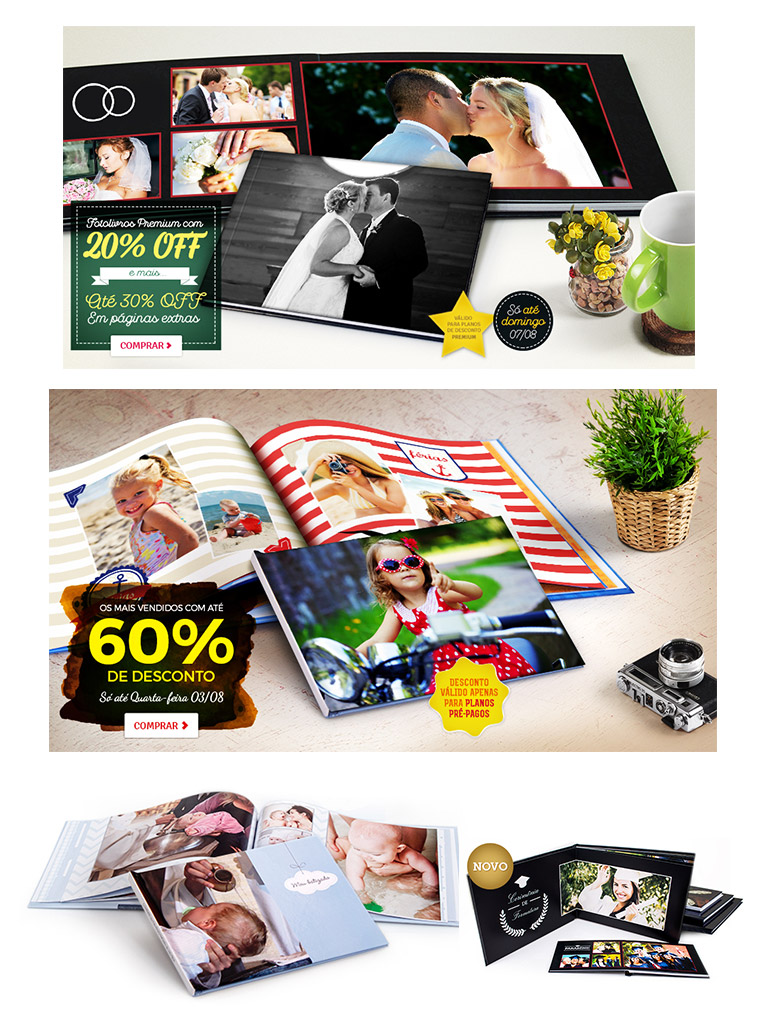 Fotolivros Premium com
20% OFF
e mais...
Até 30% OFF
Em páginas extras
COMPRAR
VÁLIDO
PARA PLANOS
DE DESCONTO
PREMIUM
Só até
domingo
07/08
férias
OS MAIS VENDIDOS COM ATÉ
60%
DE DESCONTO
Só até Quarta-feira 03/08
COMPRAR
DESCONTO
VÁLIDO APENAS
PARA PLANOS
PRÉ-PAGOS
Meu batizado
NOVO
Cerimônia
DE
Formatura